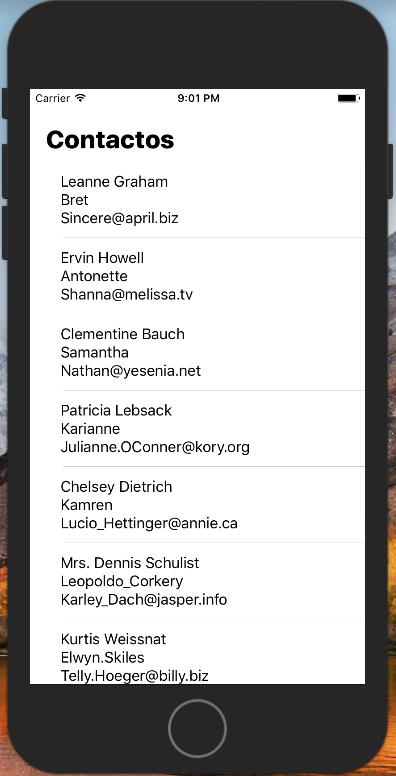 Carrier 9:01 PM
Contactos
Leanne Graham
Bret
Sincere@april.biz
Ervin Howell
Antonette
Shanna@melissa.tv
Clementine Bauch
Samantha
Nathan@yesenia.net
Patricia Lebsack
Karianne
Julianne.OConner@kory.org
Chelsey Dietrich
Kamren
Lucio_Hettinger@annie.ca
Mrs. Dennis Schulist
Leopoldo_Corkery
Karley_Dach@jasper.info
Kurtis Weissnat
Elwyn.Skiles
Telly.Hoeger@billy.biz